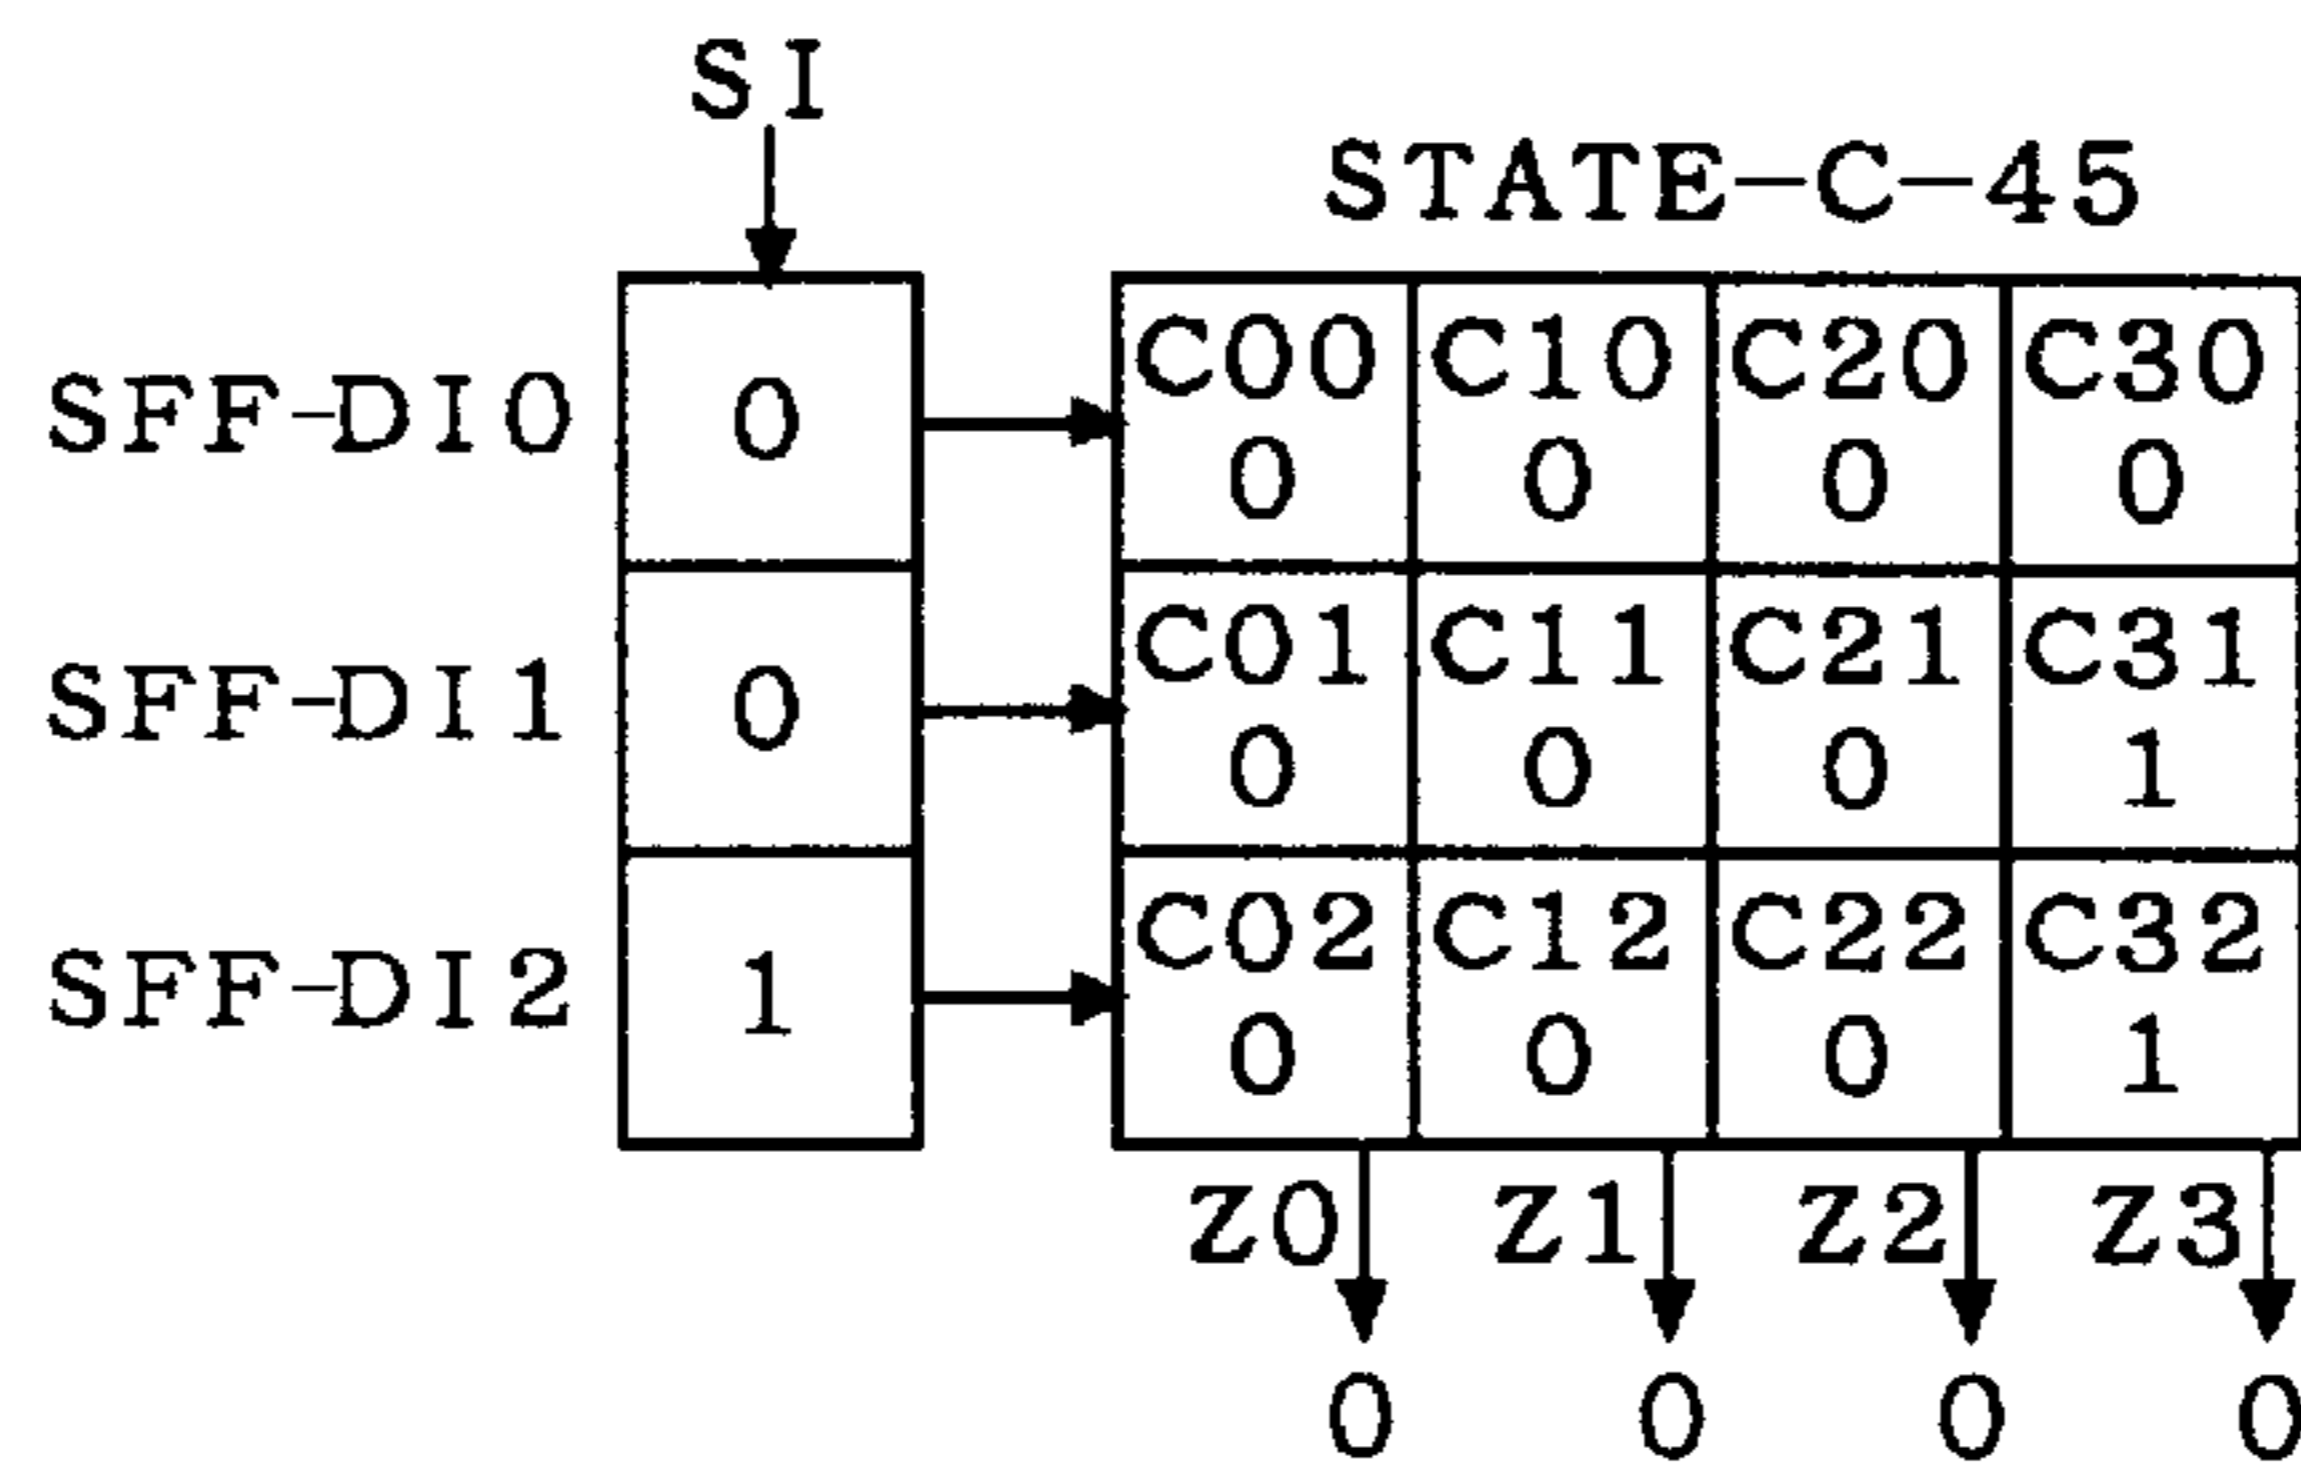 SI
STATE-C-45
SFF-DI0 0 C00 C10 C20 C30
0 0 0 0
SFF-DI1 0 C01 C11 C21 C31
0 0 0 1
SFF-DI2 1 C02 C12 C22 C32
0 0 0 1
Z0 Z1 Z2 Z3
0 0 0 0